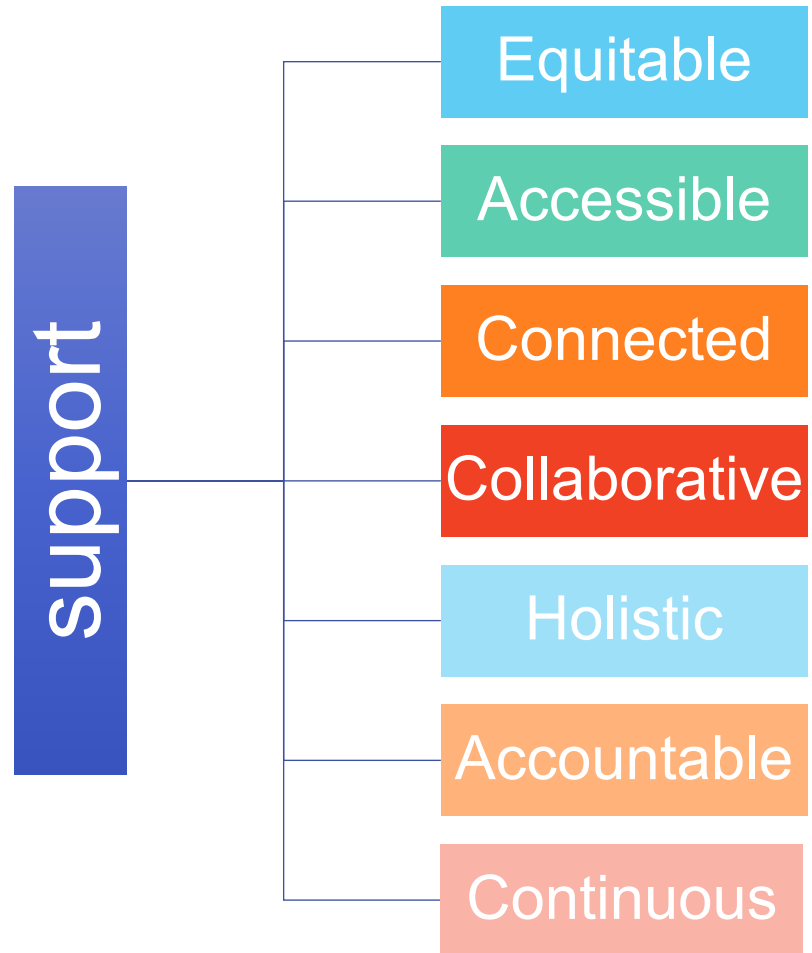 support
Equitable
Accessible
Connected
Collaborative
Holistic
Accountable
Continuous